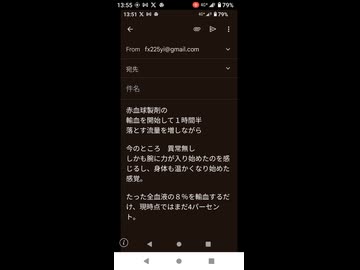 13:55
79%
13:51
79%
From fx225yi@gmail.com
宛先
件名
赤血球製剤の
輸血を開始して１時間半
落とす流量を増しながら
今のところ　異常無し
しかも腕に力が入り始めたのを感
じるし、身体も温かくなり始めた
感覚。
たった全血液の８％を輸血するだ
け、現時点ではまだ4パーセン
ト。